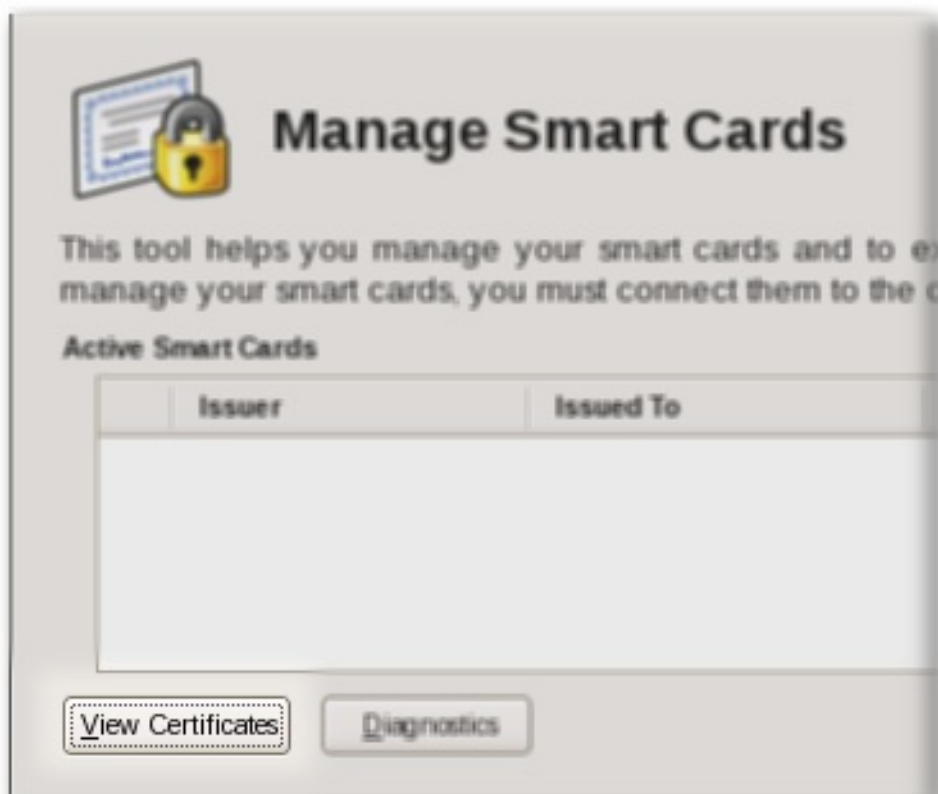 Manage Smart Cards
This tool helps you manage your smart cards and to
manage your smart cards, you must connect them to the
Active Smart Cards
Issuer Issued To
View Certificates Diagnostics